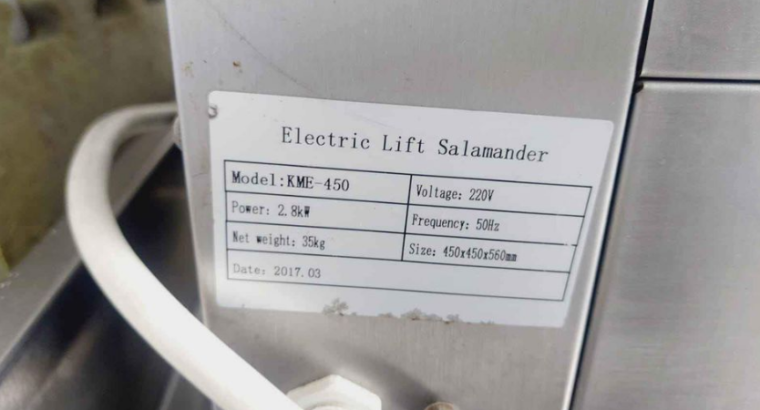 Electric Lift Salamander
Model:KME-450 Voltage: 220V
Power: 2.8kW Frequency: 50Hz
Net weight: 35kg Size: 450x450x560mm
Date: 2017.03